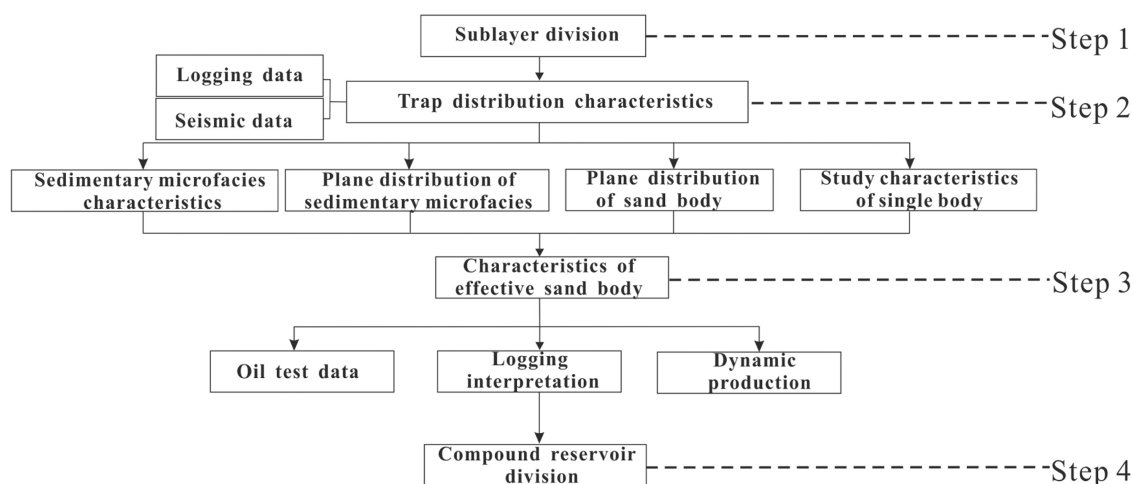 Sublayer division
Step 1
Logging data
Seismic data
Trap distribution characteristics
Step 2
Sedimentary microfacies
characteristics
Plane distribution of
sedimentary microfacies
Plane distribution
of sand body
Study characteristics
of single body
Characteristics of
effective sand body
Step 3
Oil test data
Logging
interpretation
Dynamic
production
Compound reservoir
division
Step 4